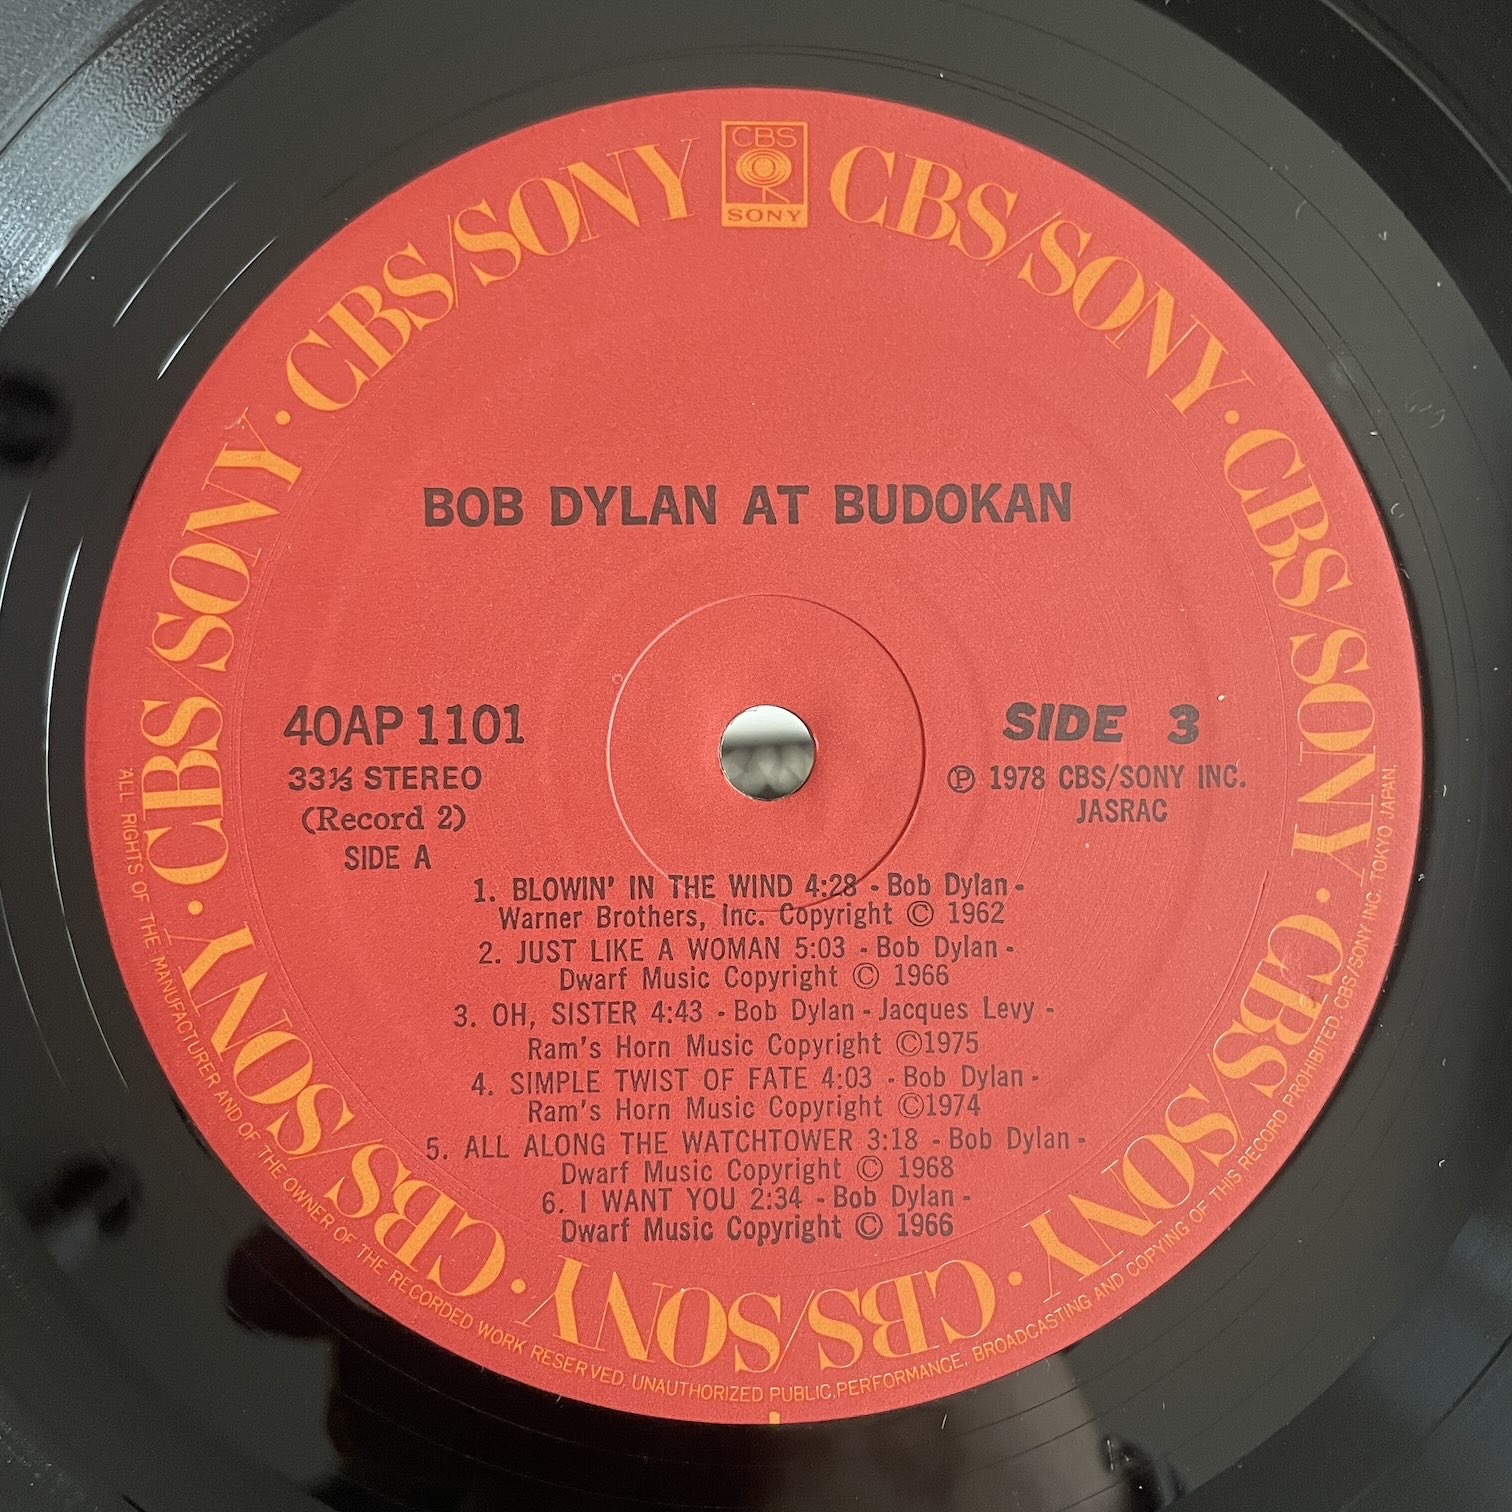 CBS
SONY
CBS/SONY · CBS/SONY · CBS/SONY · CBS/SONY · CBS/SONY · CBS/SONY · CBS/SONY · CBS/SONY
BOB DYLAN AT BUDOKAN
40AP 1101
33⅓ STEREO
(Record 2)
SIDE A
SIDE 3
Ⓟ 1978 CBS/SONY INC.
JASRAC
1. BLOWIN' IN THE WIND 4:28 - Bob Dylan -
Warner Brothers, Inc. Copyright © 1962
2. JUST LIKE A WOMAN 5:03 - Bob Dylan -
Dwarf Music Copyright © 1966
3. OH, SISTER 4:43 - Bob Dylan - Jacques Levy -
Ram's Horn Music Copyright ©1975
4. SIMPLE TWIST OF FATE 4:03 - Bob Dylan -
Ram's Horn Music Copyright ©1974
5. ALL ALONG THE WATCHTOWER 3:18 - Bob Dylan -
Dwarf Music Copyright © 1968
6. I WANT YOU 2:34 - Bob Dylan -
Dwarf Music Copyright © 1966
ALL RIGHTS OF THE MANUFACTURER AND OF THE OWNER OF THE RECORDED WORK RESERVED. UNAUTHORIZED PUBLIC.PERFORMANCE. BROADCASTING AND COPYING OF THIS RECORD PROHIBITED. CBS/SONY INC. TOKYO JAPAN.